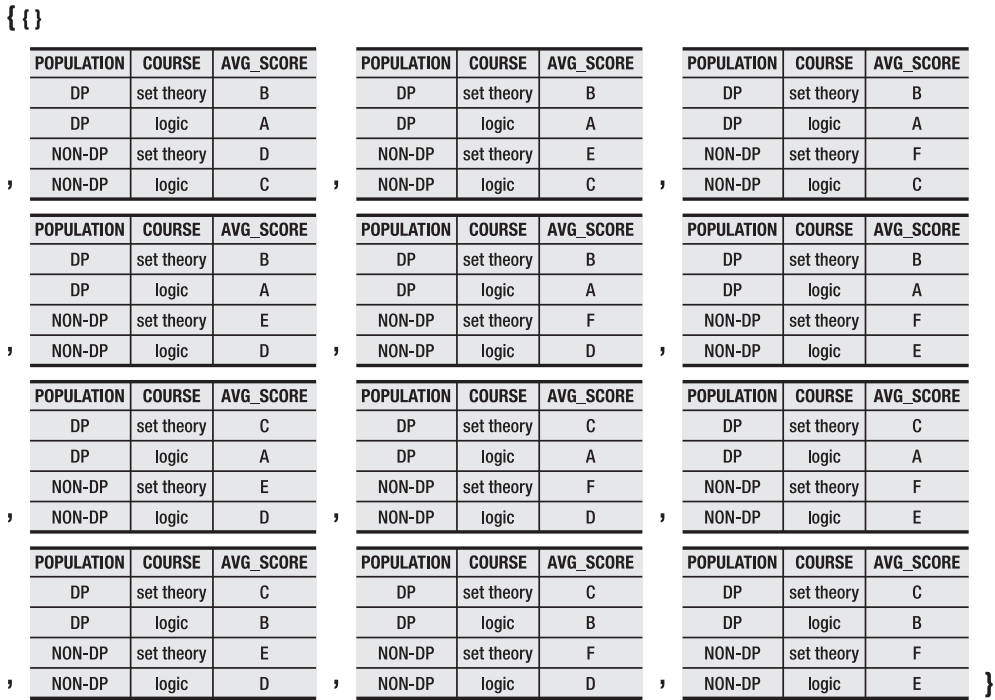 { { }
POPULATION COURSE AVG_SCORE POPULATION COURSE AVG_SCORE POPULATION COURSE AVG_SCORE
DP set theory B DP set theory B DP set theory B
DP logic A DP logic A DP logic A
NON-DP set theory D NON-DP set theory E NON-DP set theory F
, NON-DP logic C , NON-DP logic C , NON-DP logic C
POPULATION COURSE AVG_SCORE POPULATION COURSE AVG_SCORE POPULATION COURSE AVG_SCORE
DP set theory B DP set theory B DP set theory B
DP logic A DP logic A DP logic A
NON-DP set theory E NON-DP set theory F NON-DP set theory F
, NON-DP logic D , NON-DP logic D , NON-DP logic E
POPULATION COURSE AVG_SCORE POPULATION COURSE AVG_SCORE POPULATION COURSE AVG_SCORE
DP set theory C DP set theory C DP set theory C
DP logic A DP logic A DP logic A
NON-DP set theory E NON-DP set theory F NON-DP set theory F
, NON-DP logic D , NON-DP logic D , NON-DP logic E
POPULATION COURSE AVG_SCORE POPULATION COURSE AVG_SCORE POPULATION COURSE AVG_SCORE
DP set theory C DP set theory C DP set theory C
DP logic B DP logic B DP logic B
NON-DP set theory E NON-DP set theory F NON-DP set theory F
, NON-DP logic D , NON-DP logic D , NON-DP logic E }